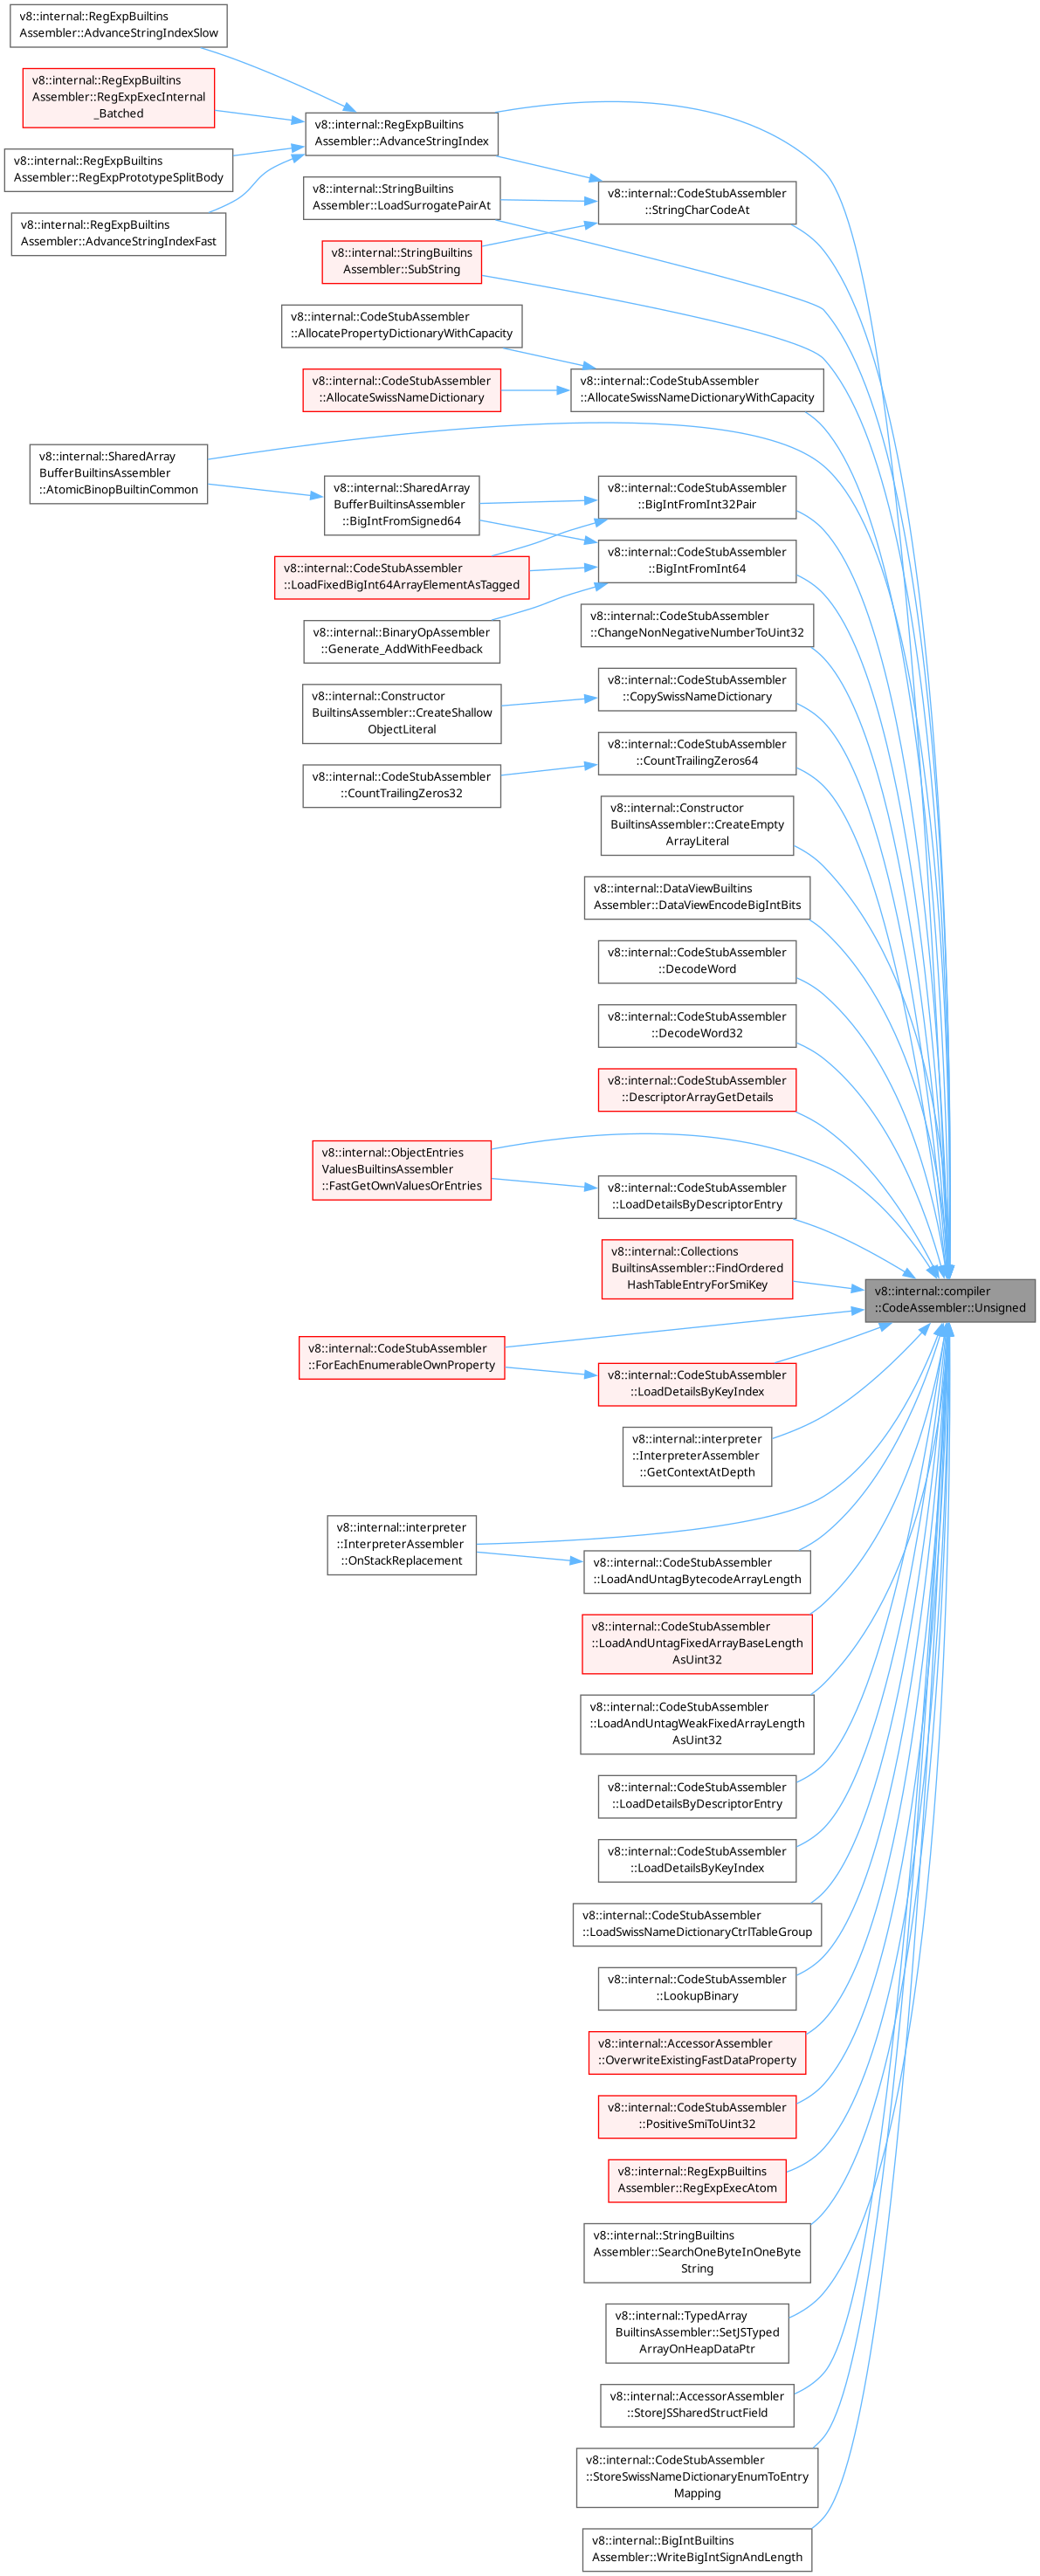 v8::internal::RegExpBuiltins
Assembler::AdvanceStringIndexSlow
v8::internal::RegExpBuiltins
Assembler::RegExpExecInternal
_Batched
v8::internal::RegExpBuiltins
Assembler::RegExpPrototypeSplitBody
v8::internal::RegExpBuiltins
Assembler::AdvanceStringIndexFast
v8::internal::RegExpBuiltins
Assembler::AdvanceStringIndex
v8::internal::StringBuiltins
Assembler::LoadSurrogatePairAt
v8::internal::StringBuiltins
Assembler::SubString
v8::internal::CodeStubAssembler
::StringCharCodeAt
v8::internal::CodeStubAssembler
::AllocatePropertyDictionaryWithCapacity
v8::internal::CodeStubAssembler
::AllocateSwissNameDictionary
v8::internal::CodeStubAssembler
::AllocateSwissNameDictionaryWithCapacity
v8::internal::SharedArray
BufferBuiltinsAssembler
::AtomicBinopBuiltinCommon
v8::internal::SharedArray
BufferBuiltinsAssembler
::BigIntFromSigned64
v8::internal::CodeStubAssembler
::BigIntFromInt32Pair
v8::internal::CodeStubAssembler
::LoadFixedBigInt64ArrayElementAsTagged
v8::internal::CodeStubAssembler
::BigIntFromInt64
v8::internal::BinaryOpAssembler
::Generate_AddWithFeedback
v8::internal::CodeStubAssembler
::ChangeNonNegativeNumberToUint32
v8::internal::Constructor
BuiltinsAssembler::CreateShallow
ObjectLiteral
v8::internal::CodeStubAssembler
::CopySwissNameDictionary
v8::internal::CodeStubAssembler
::CountTrailingZeros32
v8::internal::CodeStubAssembler
::CountTrailingZeros64
v8::internal::Constructor
BuiltinsAssembler::CreateEmpty
ArrayLiteral
v8::internal::DataViewBuiltins
Assembler::DataViewEncodeBigIntBits
v8::internal::CodeStubAssembler
::DecodeWord
v8::internal::CodeStubAssembler
::DecodeWord32
v8::internal::CodeStubAssembler
::DescriptorArrayGetDetails
v8::internal::ObjectEntries
ValuesBuiltinsAssembler
::FastGetOwnValuesOrEntries
v8::internal::CodeStubAssembler
::LoadDetailsByDescriptorEntry
v8::internal::Collections
BuiltinsAssembler::FindOrdered
HashTableEntryForSmiKey
v8::internal::compiler
::CodeAssembler::Unsigned
v8::internal::CodeStubAssembler
::ForEachEnumerableOwnProperty
v8::internal::CodeStubAssembler
::LoadDetailsByKeyIndex
v8::internal::interpreter
::InterpreterAssembler
::GetContextAtDepth
v8::internal::interpreter
::InterpreterAssembler
::OnStackReplacement
v8::internal::CodeStubAssembler
::LoadAndUntagBytecodeArrayLength
v8::internal::CodeStubAssembler
::LoadAndUntagFixedArrayBaseLength
AsUint32
v8::internal::CodeStubAssembler
::LoadAndUntagWeakFixedArrayLength
AsUint32
v8::internal::CodeStubAssembler
::LoadDetailsByDescriptorEntry
v8::internal::CodeStubAssembler
::LoadDetailsByKeyIndex
v8::internal::CodeStubAssembler
::LoadSwissNameDictionaryCtrlTableGroup
v8::internal::CodeStubAssembler
::LookupBinary
v8::internal::AccessorAssembler
::OverwriteExistingFastDataProperty
v8::internal::CodeStubAssembler
::PositiveSmiToUint32
v8::internal::RegExpBuiltins
Assembler::RegExpExecAtom
v8::internal::StringBuiltins
Assembler::SearchOneByteInOneByte
String
v8::internal::TypedArray
BuiltinsAssembler::SetJSTyped
ArrayOnHeapDataPtr
v8::internal::AccessorAssembler
::StoreJSSharedStructField
v8::internal::CodeStubAssembler
::StoreSwissNameDictionaryEnumToEntry
Mapping
v8::internal::BigIntBuiltins
Assembler::WriteBigIntSignAndLength